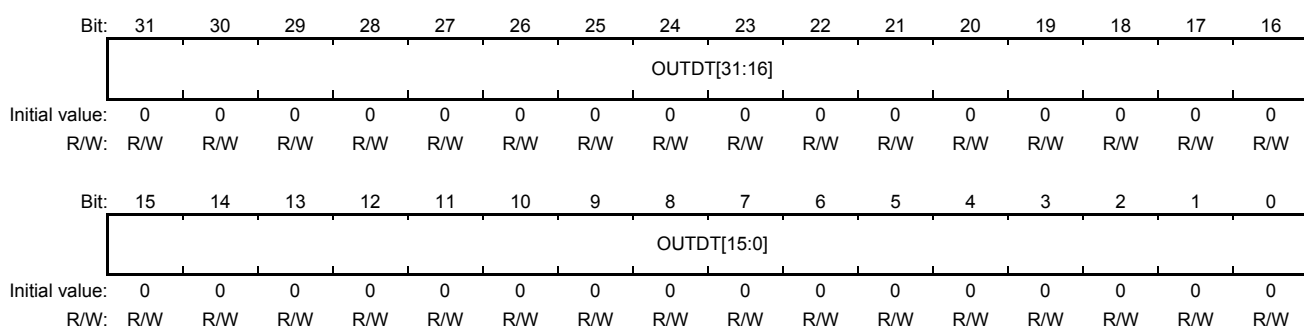 Bit: 31 30 29 28 27 26 25 24 23 22 21 20 19 18 17 16
OUTDT[31:16]
Initial value: 0 0 0 0 0 0 0 0 0 0 0 0 0 0 0 0
R/W: R/W R/W R/W R/W R/W R/W R/W R/W R/W R/W R/W R/W R/W R/W R/W R/W
Bit: 15 14 13 12 11 10 9 8 7 6 5 4 3 2 1 0
OUTDT[15:0]
Initial value: 0 0 0 0 0 0 0 0 0 0 0 0 0 0 0 0
R/W: R/W R/W R/W R/W R/W R/W R/W R/W R/W R/W R/W R/W R/W R/W R/W R/W